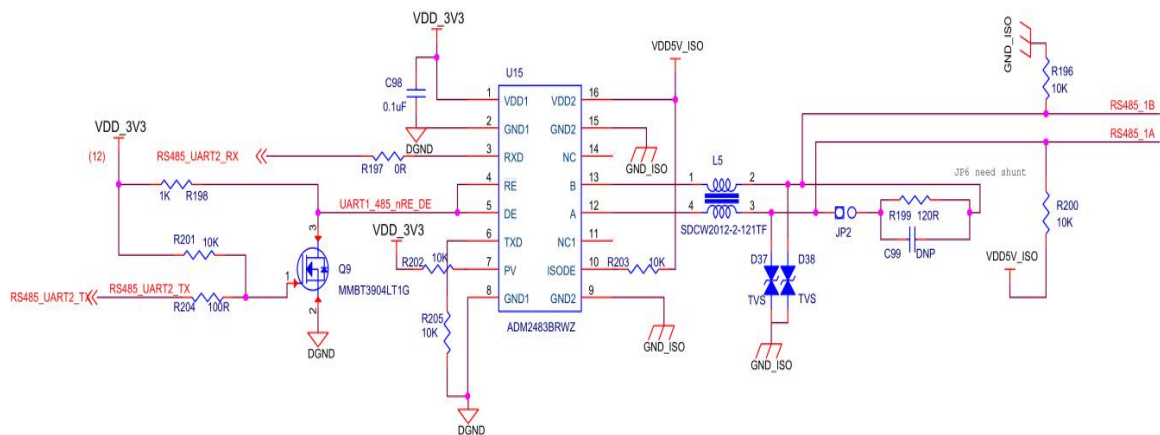 VDD_3V3
VDD5V_ISO
GND_ISO
U15
C98
0.1uF
R196
10K
1 VDD1 VDD2 16
2 GND1 GND2 15
3 RXD NC 14
4 RE B 13
5 DE A 12
6 TXD NC1 11
7 PV ISODE 10
8 GND1 GND2 9
ADM2483BRWZ
RS485_1B
RS485_1A
VDD_3V3
(12)
DGND
RS485_UART2_RX
R197 0R
GND_ISO
L5
1 2
4 3
SDCW2012-2-121TF
JP6 need shunt
1K R198
UART1_485_nRE_DE
JP2
R199 120R
C99 DNP
R200
10K
R201 10K
3
1
2
Q9
MMBT3904LT1G
VDD_3V3
R202 10K
R203 10K
D37 D38
TVS TVS
VDD5V_ISO
RS485_UART2_TX
RS485_UART2_TX
R204 100R
R205
10K
DGND
GND_ISO
GND_ISO
DGND